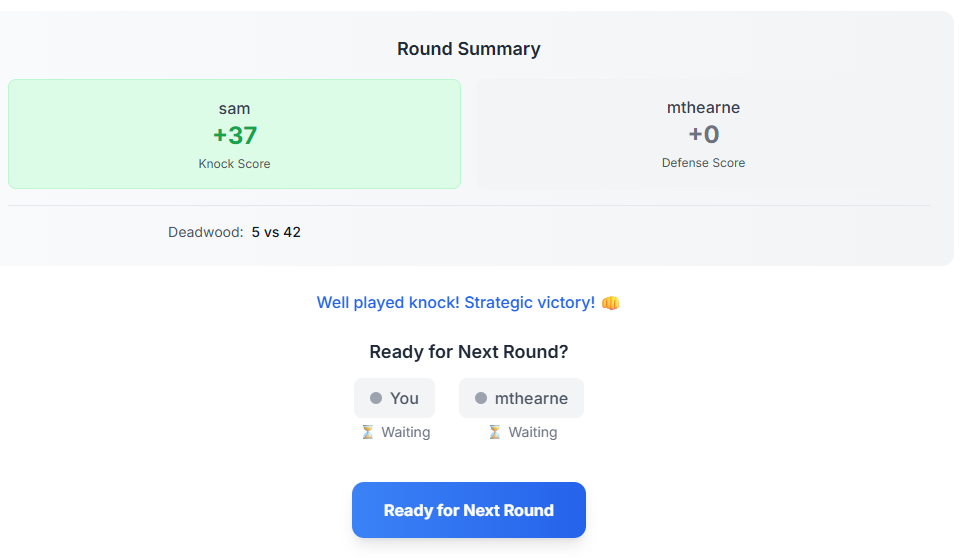 Round Summary
sam
+37
Knock Score
mthearne
+0
Defense Score
Deadwood: 5 vs 42
Well played knock! Strategic victory! 👊
Ready for Next Round?
You
⏳ Waiting
mthearne
⏳ Waiting
Ready for Next Round